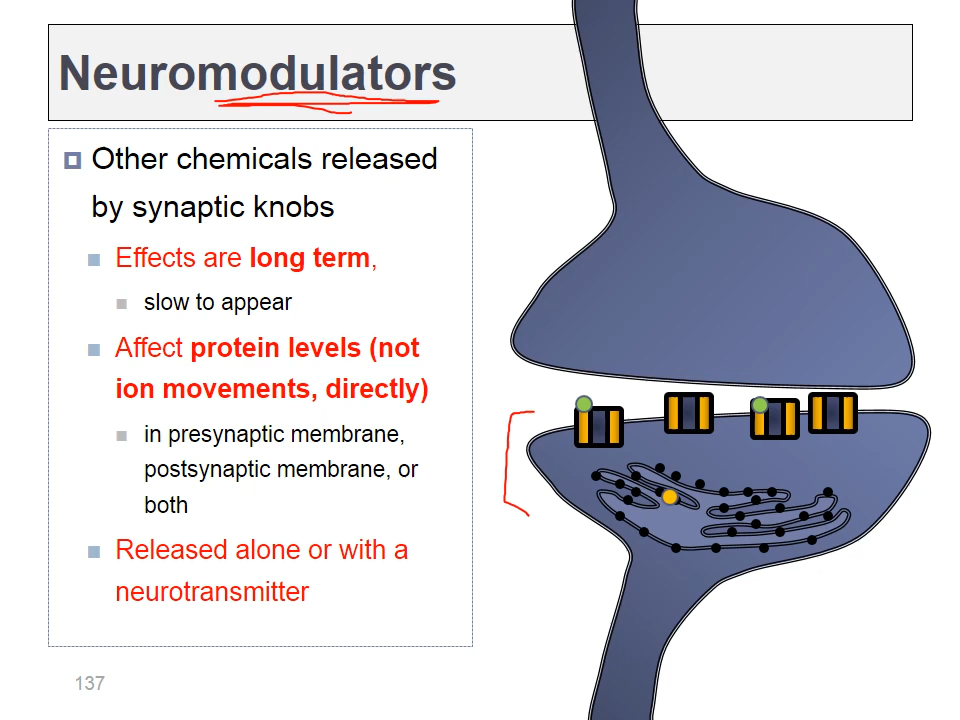 Neuromodulators
Other chemicals released
by synaptic knobs
Effects are long term,
slow to appear
Affect protein levels (not
ion movements, directly)
in presynaptic membrane,
postsynaptic membrane, or
both
Released alone or with a
neurotransmitter
137